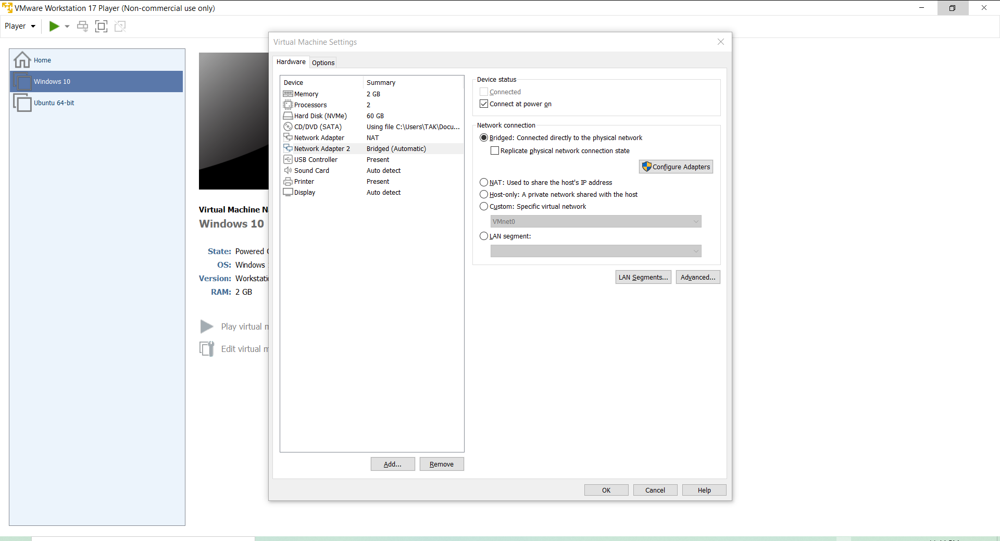 VMware Workstation 17 Player (Non-commercial use only)
Player
Home
Windows 10
Ubuntu 64-bit
Virtual Machine N
Windows 10
State: Powered
OS: Windows
Version: Workstati
RAM: 2 GB
Play virtual
Edit virtual
Virtual Machine Settings
Hardware
Options
Device Summary
Memory 2 GB
Processors 2
Hard Disk (NVMe) 60 GB
CD/DVD (SATA) Using file C:\Users\TAK\Docu...
Network Adapter NAT
Network Adapter 2 Bridged (Automatic)
USB Controller Present
Sound Card Auto detect
Printer Present
Display Auto detect
Add...
Remove
Device status
Connected
Connect at power on
Network connection
Bridged: Connected directly to the physical network
Replicate physical network connection state
Configure Adapters
NAT: Used to share the host's IP address
Host-only: A private network shared with the host
Custom: Specific virtual network
VMnet0
LAN segment:
LAN Segments...
Advanced...
OK
Cancel
Help